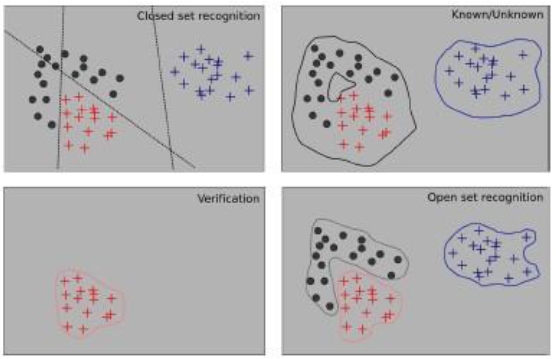 Closed set recognition
Known/Unknown
Verification
Open set recognition